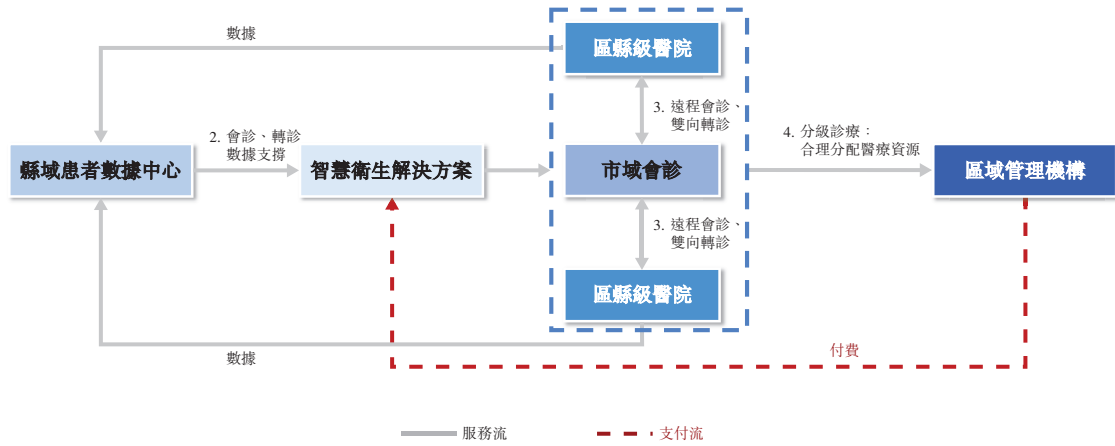 數據
區縣級醫院
3. 遠程會診、
雙向轉診
2. 會診、轉診
數據支撐
4. 分級診療：
合理分配醫療資源
縣域患者數據中心
智慧衛生解決方案
市域會診
區域管理機構
3. 遠程會診、
雙向轉診
區縣級醫院
數據
付費
服務流
支付流